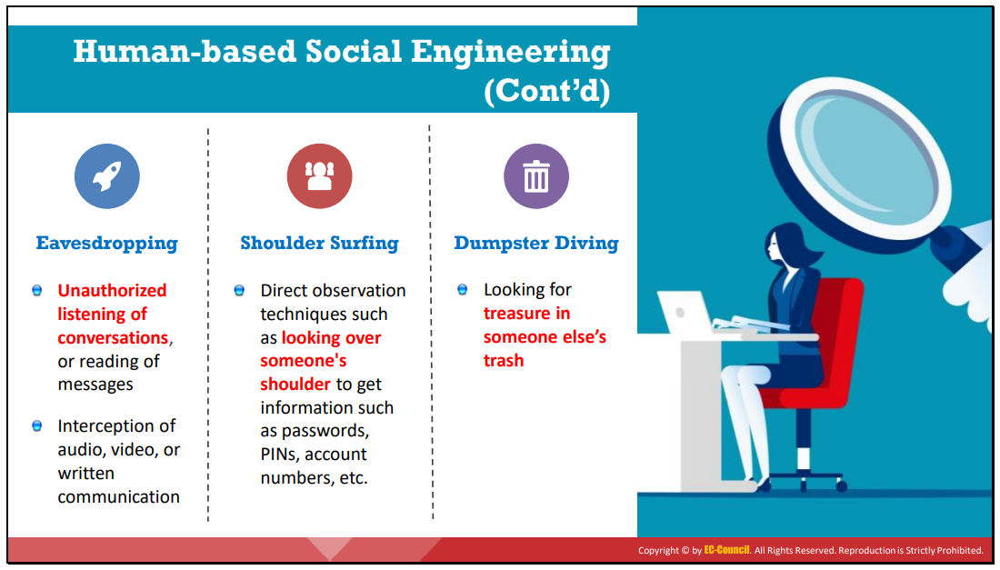 Human-based Social Engineering
(Cont’d)
Eavesdropping
Unauthorized
listening of
conversations,
or reading of
messages
Interception of
audio, video, or
written
communication
Shoulder Surfing
Direct observation
techniques such
as looking over
someone's
shoulder to get
information such
as passwords,
PINs, account
numbers, etc.
Dumpster Diving
Looking for
treasure in
someone else’s
trash
Copyright © by EC-Council. All Rights Reserved. Reproduction is Strictly Prohibited.